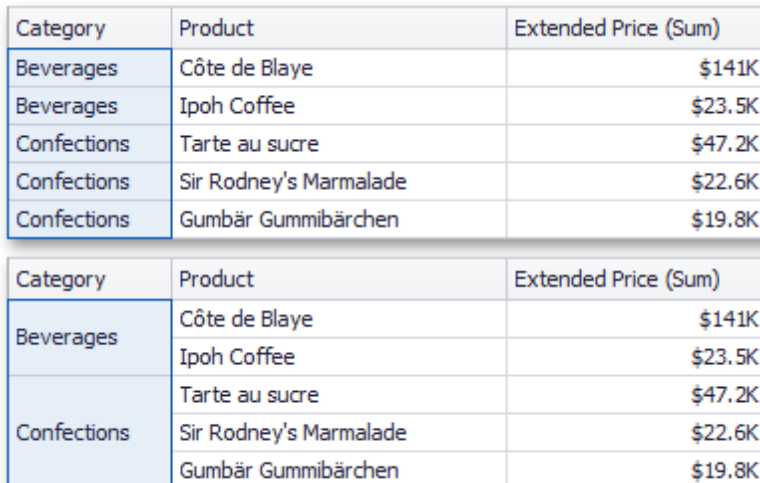 Category Product Extended Price (Sum)
Beverages Côte de Blaye $141K
Beverages Ipoh Coffee $23.5K
Confections Tarte au sucre $47.2K
Confections Sir Rodney's Marmalade $22.6K
Confections Gumbär Gummibärchen $19.8K
Category Product Extended Price (Sum)
Beverages Côte de Blaye $141K
Ipoh Coffee $23.5K
Tarte au sucre $47.2K
Confections Sir Rodney's Marmalade $22.6K
Gumbär Gummibärchen $19.8K